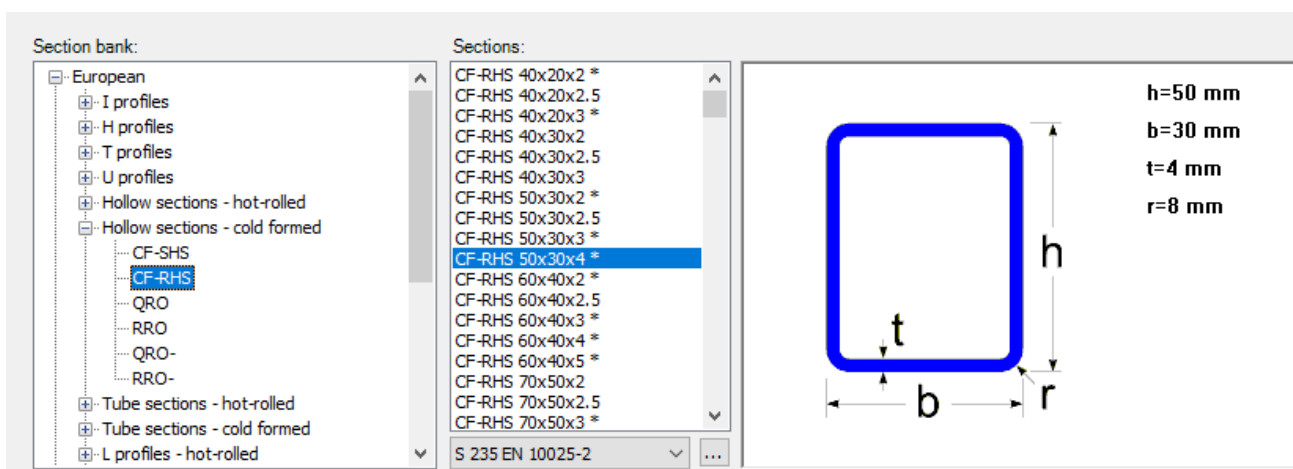 Section bank:
European
I profiles
H profiles
T profiles
U profiles
Hollow sections - hot-rolled
Hollow sections - cold formed
CF-SHS
CF-RHS
QRO
RRO
QRO-
RRO-
Tube sections - hot-rolled
Tube sections - cold formed
L profiles - hot-rolled
Sections:
CF-RHS 40x20x2 *
CF-RHS 40x20x2.5
CF-RHS 40x20x3 *
CF-RHS 40x30x2
CF-RHS 40x30x2.5
CF-RHS 40x30x3
CF-RHS 50x30x2 *
CF-RHS 50x30x2.5
CF-RHS 50x30x3 *
CF-RHS 50x30x4 *
CF-RHS 60x40x2 *
CF-RHS 60x40x2.5
CF-RHS 60x40x3 *
CF-RHS 60x40x4 *
CF-RHS 60x40x5 *
CF-RHS 70x50x2
CF-RHS 70x50x2.5
CF-RHS 70x50x3 *
S 235 EN 10025-2
...
h=50 mm
b=30 mm
t=4 mm
r=8 mm
h
t
b
r